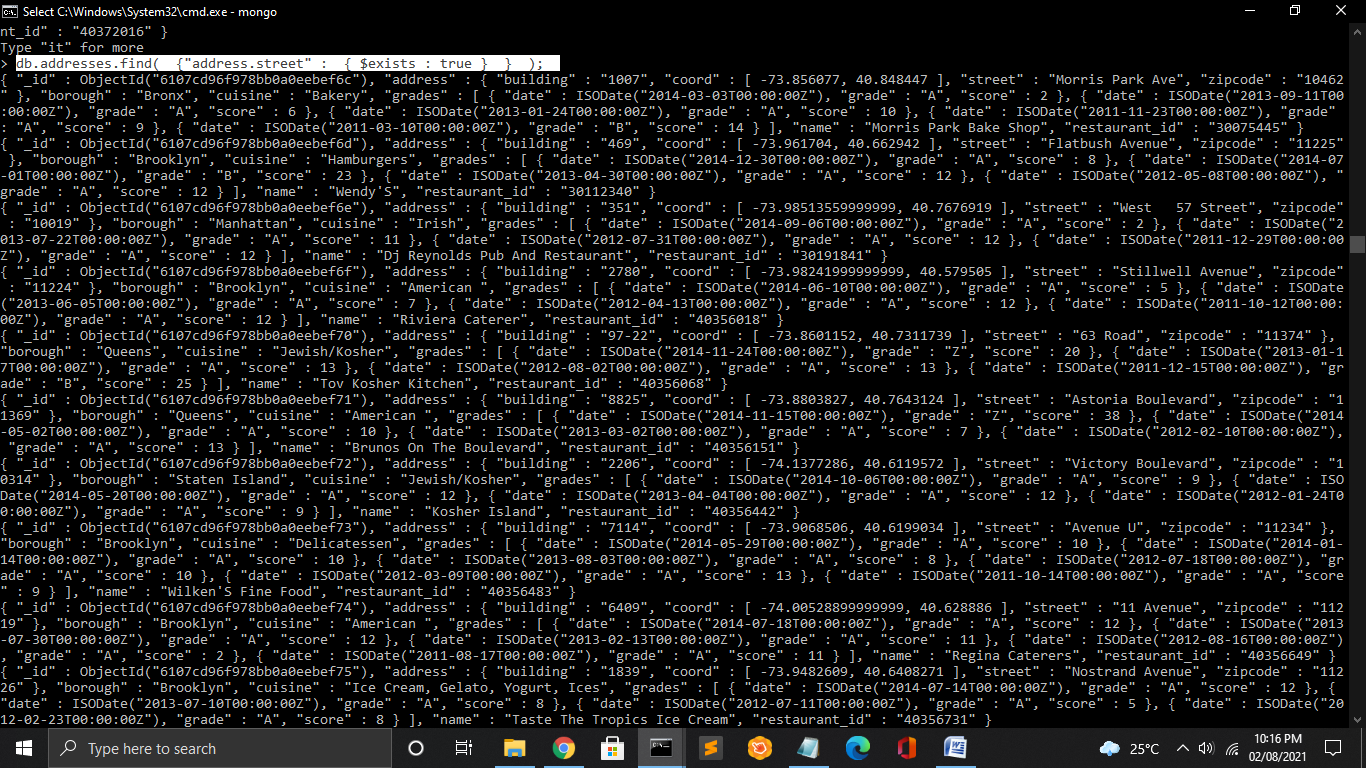 Select C:\Windows\System32\cmd.exe - mongo
nt_id" : "40372016" }
Type "it" for more
> db.addresses.find(  {"address.street" :  { $exists : true }  }  );
{ "_id" : ObjectId("6107cd96f978bb0a0eebef6c"), "address" : { "building" : "1007", "coord" : [ -73.856077, 40.848447 ], "street" : "Morris Park Ave", "zipcode" : "10462
" }, "borough" : "Bronx", "cuisine" : "Bakery", "grades" : [ { "date" : ISODate("2014-03-03T00:00:00Z"), "grade" : "A", "score" : 2 }, { "date" : ISODate("2013-09-11T00
:00:00Z"), "grade" : "A", "score" : 6 }, { "date" : ISODate("2013-01-24T00:00:00Z"), "grade" : "A", "score" : 10 }, { "date" : ISODate("2011-11-23T00:00:00Z"), "grade"
: "A", "score" : 9 }, { "date" : ISODate("2011-03-10T00:00:00Z"), "grade" : "B", "score" : 14 } ], "name" : "Morris Park Bake Shop", "restaurant_id" : "30075445" }
{ "_id" : ObjectId("6107cd96f978bb0a0eebef6d"), "address" : { "building" : "469", "coord" : [ -73.961704, 40.662942 ], "street" : "Flatbush Avenue", "zipcode" : "11225"
 }, "borough" : "Brooklyn", "cuisine" : "Hamburgers", "grades" : [ { "date" : ISODate("2014-12-30T00:00:00Z"), "grade" : "A", "score" : 8 }, { "date" : ISODate("2014-07
-01T00:00:00Z"), "grade" : "B", "score" : 23 }, { "date" : ISODate("2013-04-30T00:00:00Z"), "grade" : "A", "score" : 12 }, { "date" : ISODate("2012-05-08T00:00:00Z"), "
grade" : "A", "score" : 12 } ], "name" : "Wendy'S", "restaurant_id" : "30112340" }
{ "_id" : ObjectId("6107cd96f978bb0a0eebef6e"), "address" : { "building" : "351", "coord" : [ -73.98513559999999, 40.7676919 ], "street" : "West   57 Street", "zipcode"
 : "10019" }, "borough" : "Manhattan", "cuisine" : "Irish", "grades" : [ { "date" : ISODate("2014-09-06T00:00:00Z"), "grade" : "A", "score" : 2 }, { "date" : ISODate("2
013-07-22T00:00:00Z"), "grade" : "A", "score" : 11 }, { "date" : ISODate("2012-07-31T00:00:00Z"), "grade" : "A", "score" : 12 }, { "date" : ISODate("2011-12-29T00:00:00
Z"), "grade" : "A", "score" : 12 } ], "name" : "Dj Reynolds Pub And Restaurant", "restaurant_id" : "30191841" }
{ "_id" : ObjectId("6107cd96f978bb0a0eebef6f"), "address" : { "building" : "2780", "coord" : [ -73.98241999999999, 40.579505 ], "street" : "Stillwell Avenue", "zipcode"
 : "11224" }, "borough" : "Brooklyn", "cuisine" : "American ", "grades" : [ { "date" : ISODate("2014-06-10T00:00:00Z"), "grade" : "A", "score" : 5 }, { "date" : ISODate
("2013-06-05T00:00:00Z"), "grade" : "A", "score" : 7 }, { "date" : ISODate("2012-04-13T00:00:00Z"), "grade" : "A", "score" : 12 }, { "date" : ISODate("2011-10-12T00:00:
00Z"), "grade" : "A", "score" : 12 } ], "name" : "Riviera Caterer", "restaurant_id" : "40356018" }
{ "_id" : ObjectId("6107cd96f978bb0a0eebef70"), "address" : { "building" : "97-22", "coord" : [ -73.8601152, 40.7311739 ], "street" : "63 Road", "zipcode" : "11374" },
"borough" : "Queens", "cuisine" : "Jewish/Kosher", "grades" : [ { "date" : ISODate("2014-11-24T00:00:00Z"), "grade" : "Z", "score" : 20 }, { "date" : ISODate("2013-01-1
7T00:00:00Z"), "grade" : "A", "score" : 13 }, { "date" : ISODate("2012-08-02T00:00:00Z"), "grade" : "A", "score" : 13 }, { "date" : ISODate("2011-12-15T00:00:00Z"), "gr
ade" : "B", "score" : 25 } ], "name" : "Tov Kosher Kitchen", "restaurant_id" : "40356068" }
{ "_id" : ObjectId("6107cd96f978bb0a0eebef71"), "address" : { "building" : "8825", "coord" : [ -73.8803827, 40.7643124 ], "street" : "Astoria Boulevard", "zipcode" : "1
1369" }, "borough" : "Queens", "cuisine" : "American ", "grades" : [ { "date" : ISODate("2014-11-15T00:00:00Z"), "grade" : "Z", "score" : 38 }, { "date" : ISODate("2014
-05-02T00:00:00Z"), "grade" : "A", "score" : 10 }, { "date" : ISODate("2013-03-02T00:00:00Z"), "grade" : "A", "score" : 7 }, { "date" : ISODate("2012-02-10T00:00:00Z"),
 "grade" : "A", "score" : 13 } ], "name" : "Brunos On The Boulevard", "restaurant_id" : "40356151" }
{ "_id" : ObjectId("6107cd96f978bb0a0eebef72"), "address" : { "building" : "2206", "coord" : [ -74.1377286, 40.6119572 ], "street" : "Victory Boulevard", "zipcode" : "1
0314" }, "borough" : "Staten Island", "cuisine" : "Jewish/Kosher", "grades" : [ { "date" : ISODate("2014-10-06T00:00:00Z"), "grade" : "A", "score" : 9 }, { "date" : ISO
Date("2014-05-20T00:00:00Z"), "grade" : "A", "score" : 12 }, { "date" : ISODate("2013-04-04T00:00:00Z"), "grade" : "A", "score" : 12 }, { "date" : ISODate("2012-01-24T0
0:00:00Z"), "grade" : "A", "score" : 9 } ], "name" : "Kosher Island", "restaurant_id" : "40356442" }
{ "_id" : ObjectId("6107cd96f978bb0a0eebef73"), "address" : { "building" : "7114", "coord" : [ -73.9068506, 40.6199034 ], "street" : "Avenue U", "zipcode" : "11234" },
"borough" : "Brooklyn", "cuisine" : "Delicatessen", "grades" : [ { "date" : ISODate("2014-05-29T00:00:00Z"), "grade" : "A", "score" : 10 }, { "date" : ISODate("2014-01-
14T00:00:00Z"), "grade" : "A", "score" : 10 }, { "date" : ISODate("2013-08-03T00:00:00Z"), "grade" : "A", "score" : 8 }, { "date" : ISODate("2012-07-18T00:00:00Z"), "gr
ade" : "A", "score" : 10 }, { "date" : ISODate("2012-03-09T00:00:00Z"), "grade" : "A", "score" : 13 }, { "date" : ISODate("2011-10-14T00:00:00Z"), "grade" : "A", "score
" : 9 } ], "name" : "Wilken'S Fine Food", "restaurant_id" : "40356483" }
{ "_id" : ObjectId("6107cd96f978bb0a0eebef74"), "address" : { "building" : "6409", "coord" : [ -74.00528899999999, 40.628886 ], "street" : "11 Avenue", "zipcode" : "112
19" }, "borough" : "Brooklyn", "cuisine" : "American ", "grades" : [ { "date" : ISODate("2014-07-18T00:00:00Z"), "grade" : "A", "score" : 12 }, { "date" : ISODate("2013
-07-30T00:00:00Z"), "grade" : "A", "score" : 12 }, { "date" : ISODate("2013-02-13T00:00:00Z"), "grade" : "A", "score" : 11 }, { "date" : ISODate("2012-08-16T00:00:00Z")
, "grade" : "A", "score" : 2 }, { "date" : ISODate("2011-08-17T00:00:00Z"), "grade" : "A", "score" : 11 } ], "name" : "Regina Caterers", "restaurant_id" : "40356649" }
{ "_id" : ObjectId("6107cd96f978bb0a0eebef75"), "address" : { "building" : "1839", "coord" : [ -73.9482609, 40.6408271 ], "street" : "Nostrand Avenue", "zipcode" : "112
26" }, "borough" : "Brooklyn", "cuisine" : "Ice Cream, Gelato, Yogurt, Ices", "grades" : [ { "date" : ISODate("2014-07-14T00:00:00Z"), "grade" : "A", "score" : 12 }, {
"date" : ISODate("2013-07-10T00:00:00Z"), "grade" : "A", "score" : 8 }, { "date" : ISODate("2012-07-11T00:00:00Z"), "grade" : "A", "score" : 5 }, { "date" : ISODate("20
12-02-23T00:00:00Z"), "grade" : "A", "score" : 8 } ], "name" : "Taste The Tropics Ice Cream", "restaurant_id" : "40356731" }
Type here to search
25°C
10:16 PM
02/08/2021